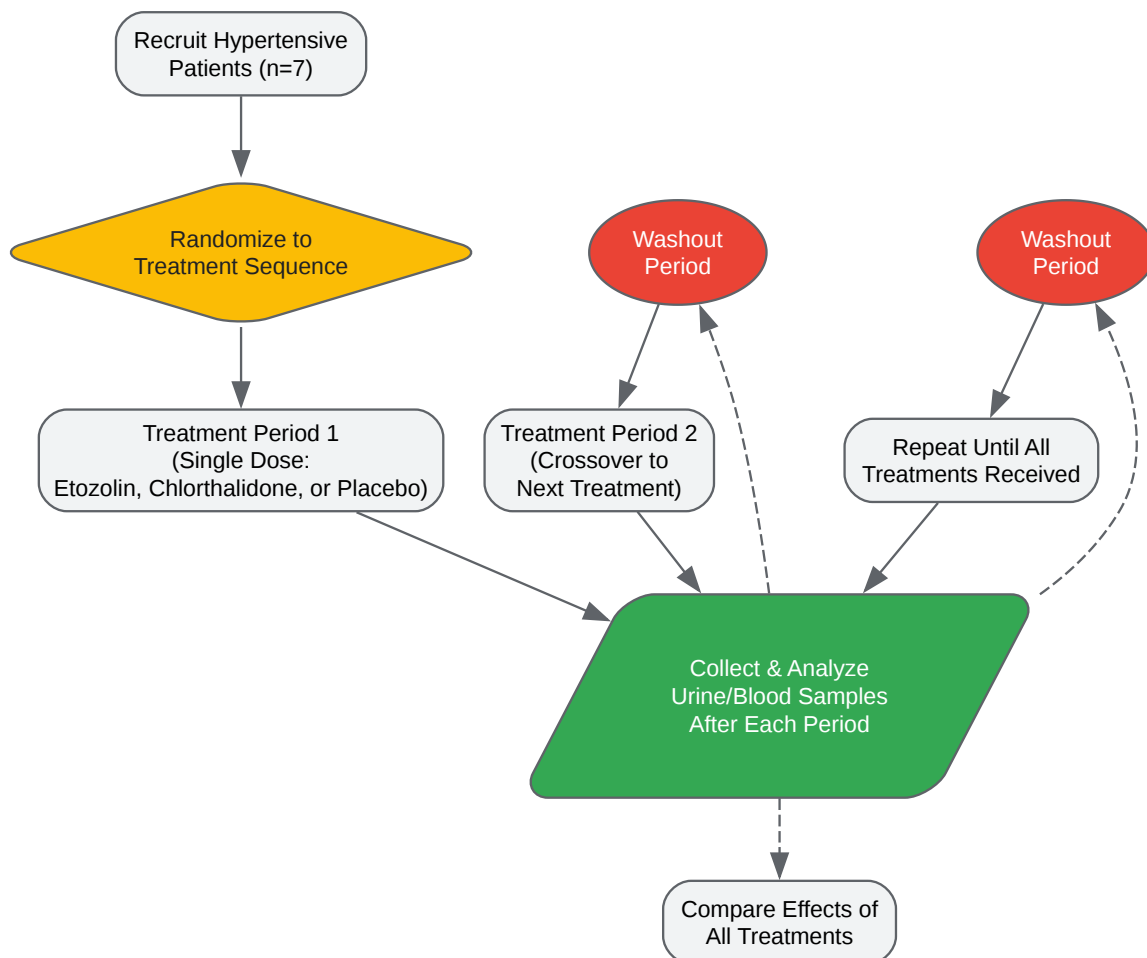 Recruit Hypertensive
Patients (n=7)
Randomize to
Treatment Sequence
Washout
Period
Washout
Period
Treatment Period 1
(Single Dose:
Etozolin, Chlorthalidone, or Placebo)
Treatment Period 2
(Crossover to
Next Treatment)
Repeat Until All
Treatments Received
Collect & Analyze
Urine/Blood Samples
After Each Period
Compare Effects of
All Treatments